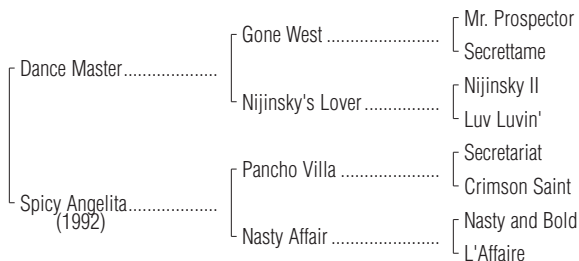 Mr. Prospector
Gone West ........................
Secrettame
Dance Master....................
Nijinsky II
Nijinsky's Lover ................
Luv Luvin'
Secretariat
Pancho Villa .....................
Crimson Saint
Spicy Angelita...................
(1992)
Nasty and Bold
Nasty Affair .......................
L'Affaire